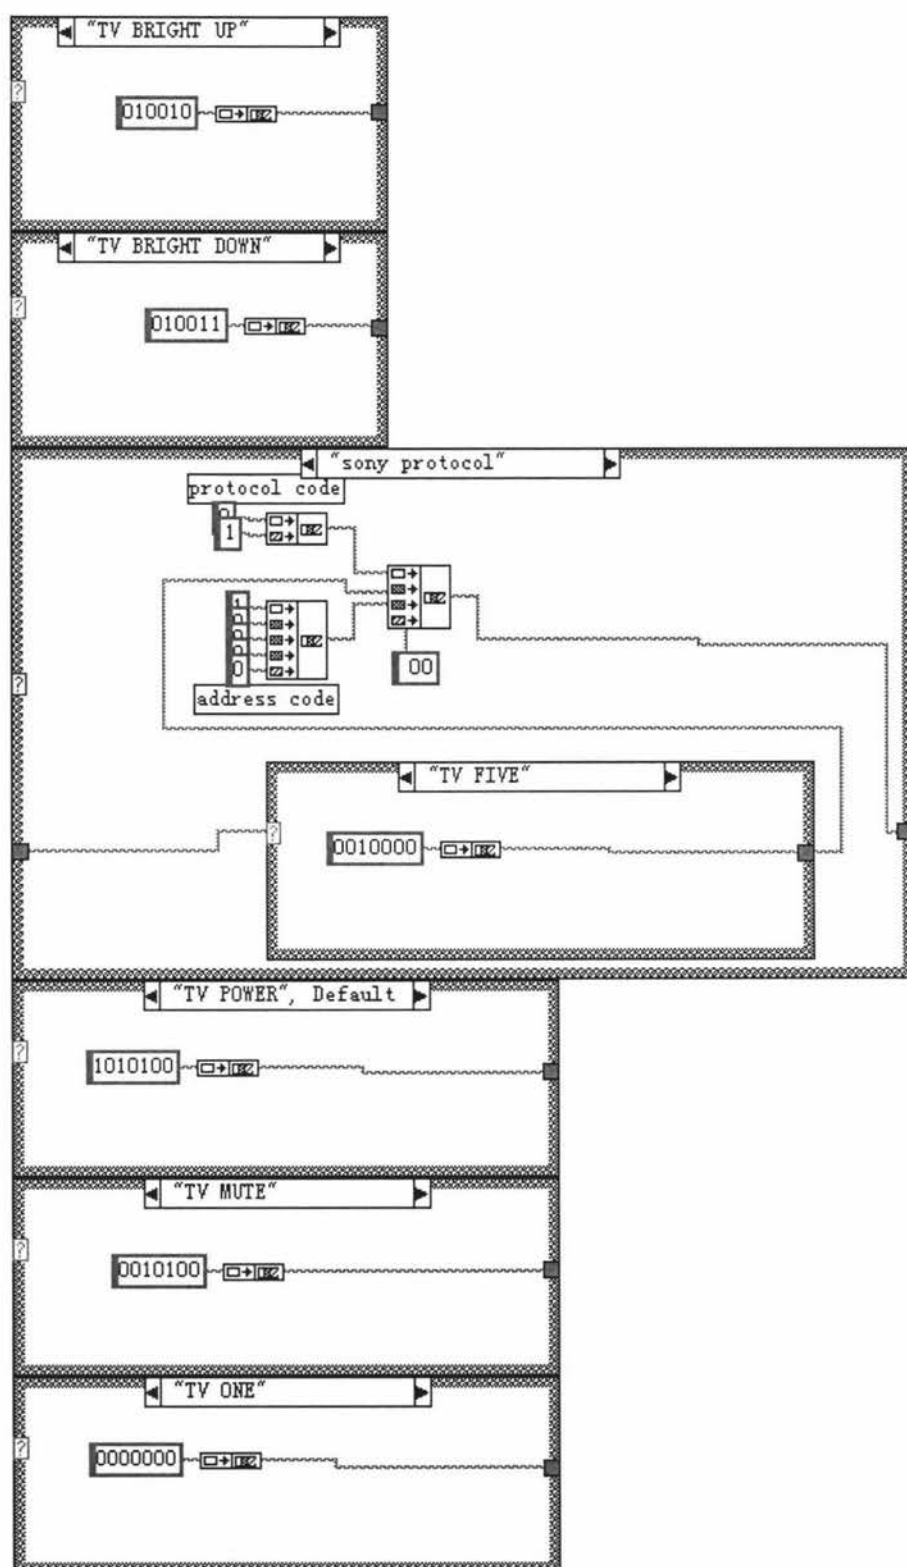 "TV BRIGHT UP"
?
010010
"TV BRIGHT DOWN"
?
010011
"sony protocol"
protocol code
0
1
1
0
0
0
0
00
address code
?
"TV FIVE"
?
0010000
"TV POWER", Default
?
1010100
"TV MUTE"
?
0010100
"TV ONE"
?
0000000